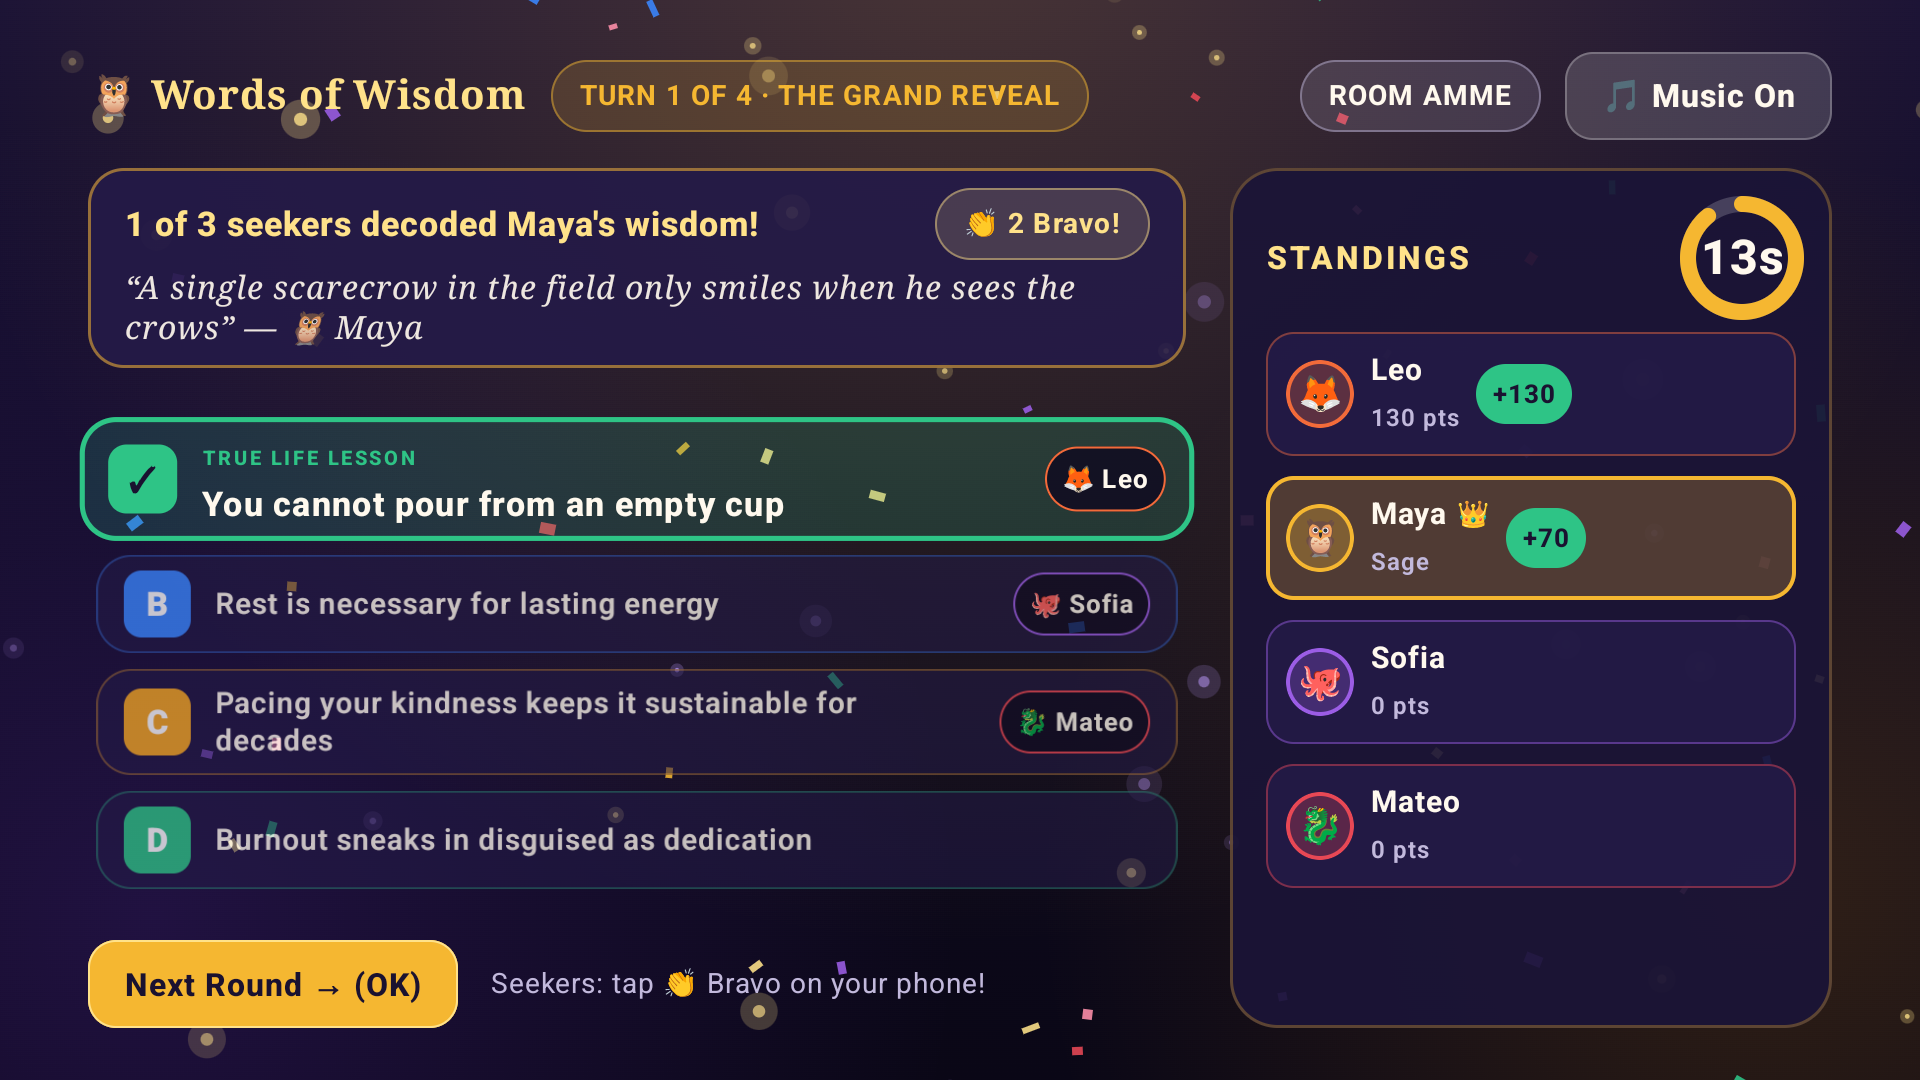 Words of Wisdom
TURN 1 OF 4 · THE GRAND REVEAL
ROOM AMME
🎵 Music On
1 of 3 seekers decoded Maya's wisdom!
👏 2 Bravo!
“A single scarecrow in the field only smiles when he sees the
crows” — 🦉 Maya
✓
TRUE LIFE LESSON
You cannot pour from an empty cup
🦊 Leo
B
Rest is necessary for lasting energy
🐙 Sofia
C
Pacing your kindness keeps it sustainable for
decades
🐉 Mateo
D
Burnout sneaks in disguised as dedication
Next Round → (OK)
Seekers: tap 👏 Bravo on your phone!
STANDINGS
13s
Leo
130 pts
+130
Maya 👑
Sage
+70
Sofia
0 pts
Mateo
0 pts